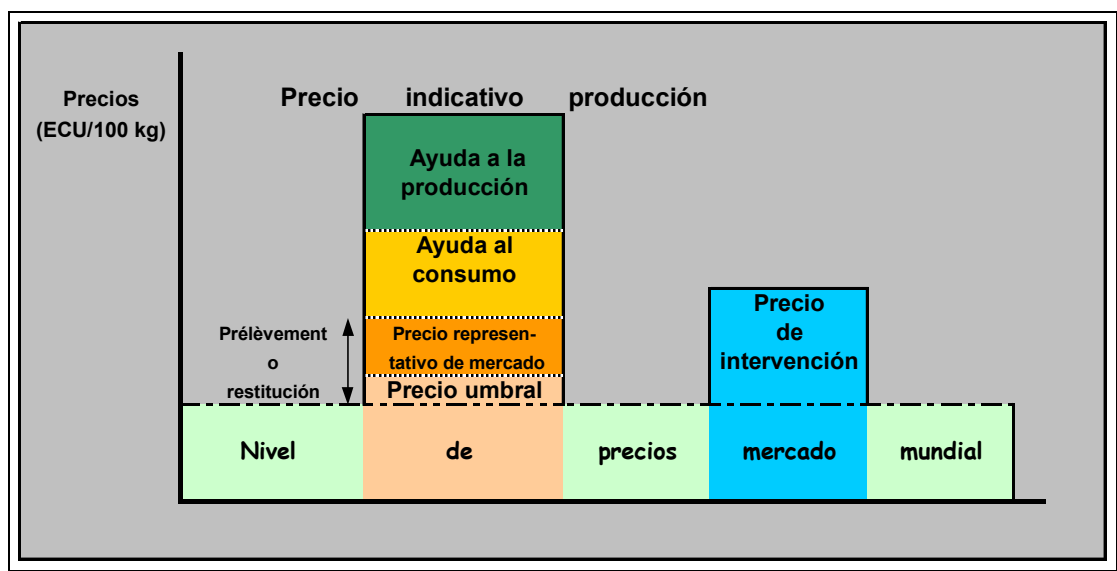 Precio indicativo producción
Precios
(ECU/100 kg)
Ayuda a la
producción
Ayuda al
consumo
Precio
de
intervención
Prélèvement
o
restitución
Precio represen-
tativo de mercado
Precio umbral
Nivel de precios mercado mundial